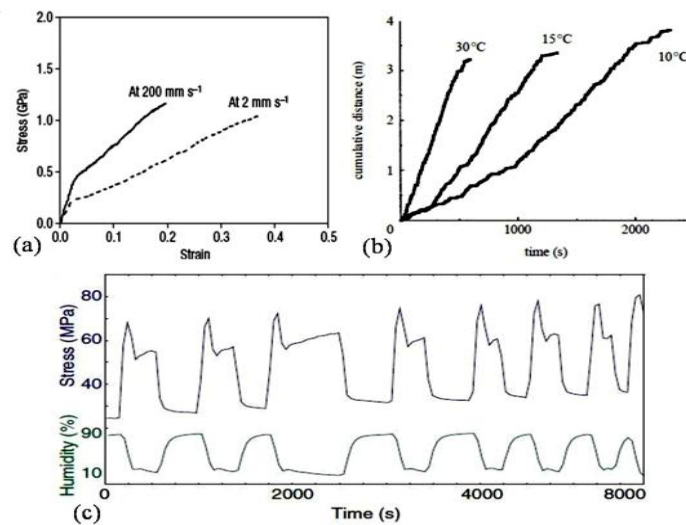 2.0
1.5
1.0
0.5
0.0
Stress (GPa)
At 200 mm s⁻¹
At 2 mm s⁻¹
0.0 0.1 0.2 0.3 0.4 0.5
Strain
(a)
4
3
2
1
cumulative distance (m)
30°C
15°C
10°C
0 1000 2000
time (s)
(b)
80
60
40
Stress (MPa)
90
10
Humidity (%)
0 2000 4000 6000 8000
Time (s)
(c)